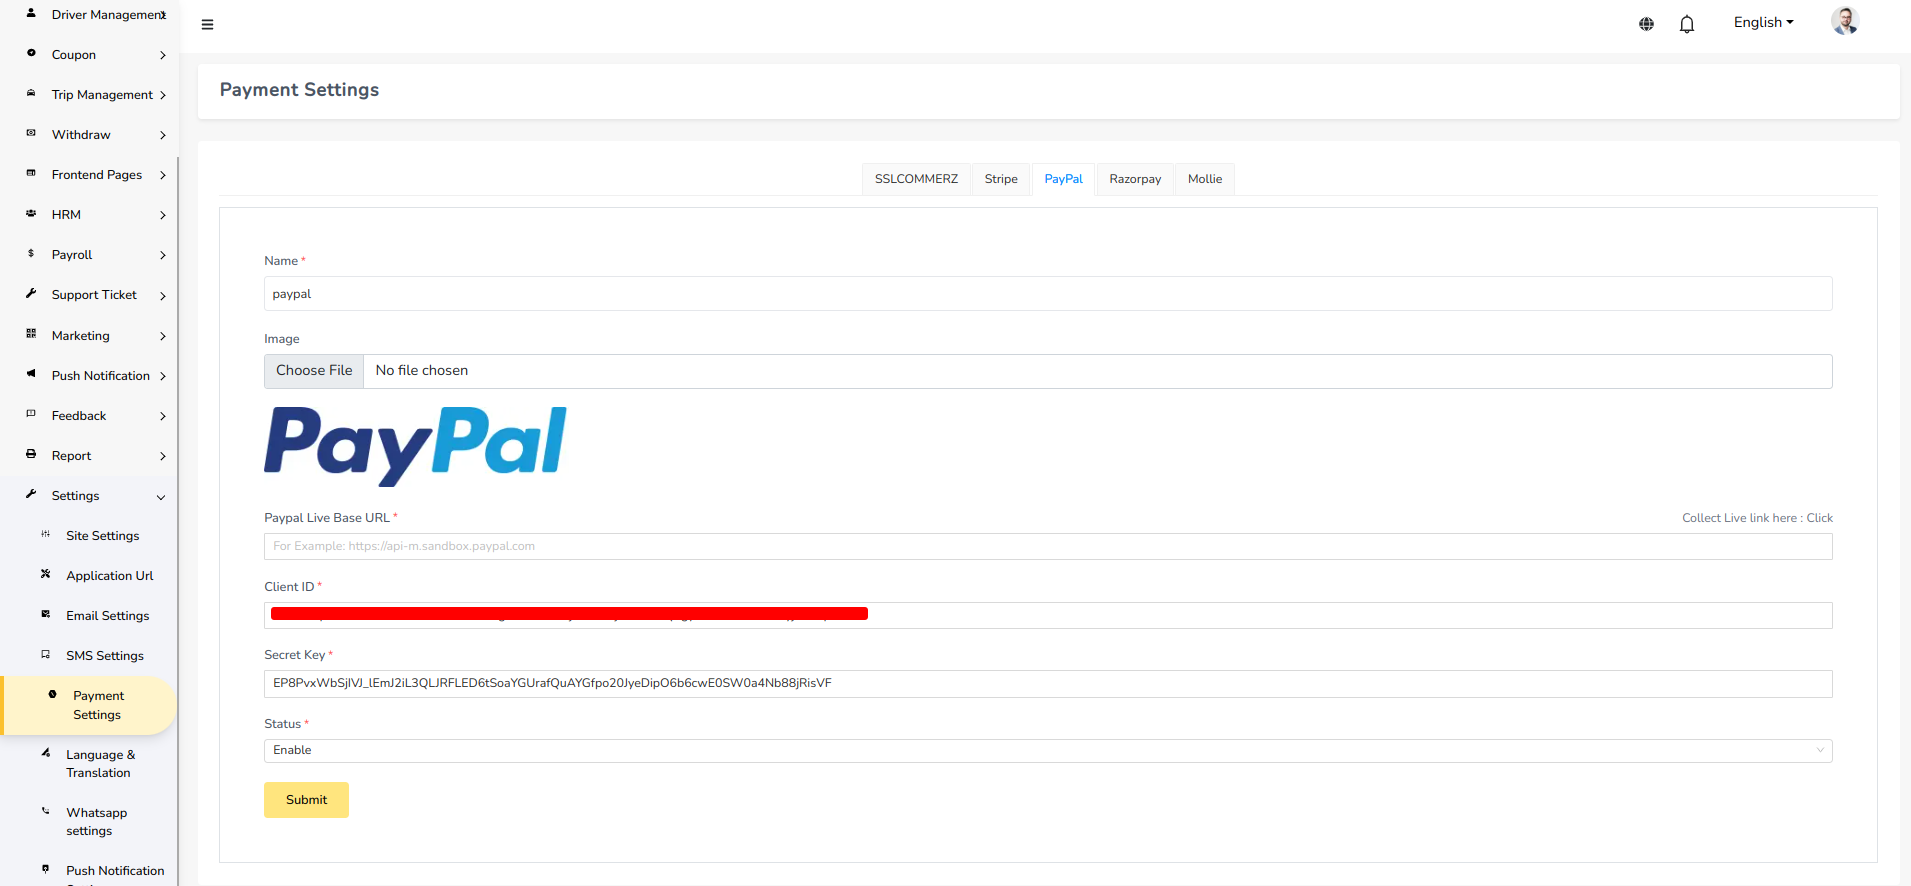 Driver Management
Coupon
Trip Management
Withdraw
Frontend Pages
HRM
Payroll
Support Ticket
Marketing
Push Notification
Feedback
Report
Settings
Site Settings
Application Url
Email Settings
SMS Settings
Payment
Settings
Language &
Translation
Whatsapp
settings
Push Notification
English
Payment Settings
SSLCOMMERZ
Stripe
PayPal
Razorpay
Mollie
Name *
paypal
Image
Choose File No file chosen
PayPal
Paypal Live Base URL *
Collect Live link here : Click
For Example: https://api-m.sandbox.paypal.com
Client ID *
Secret Key *
Status *
Enable
Submit